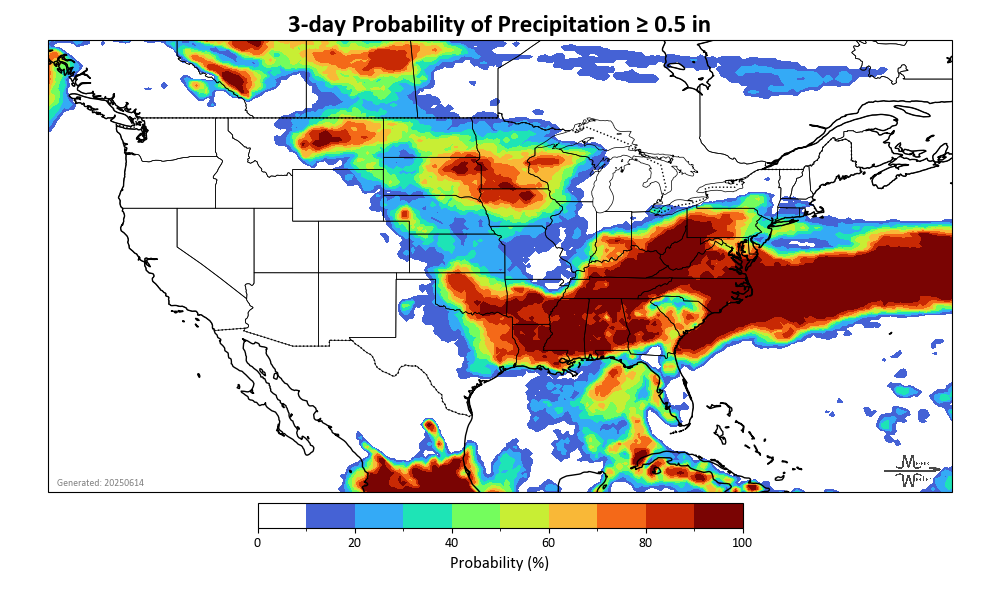 3-day Probability of Precipitation ≥ 0.5 in
Generated: 20250614
0 20 40 60 80 100
Probability (%)